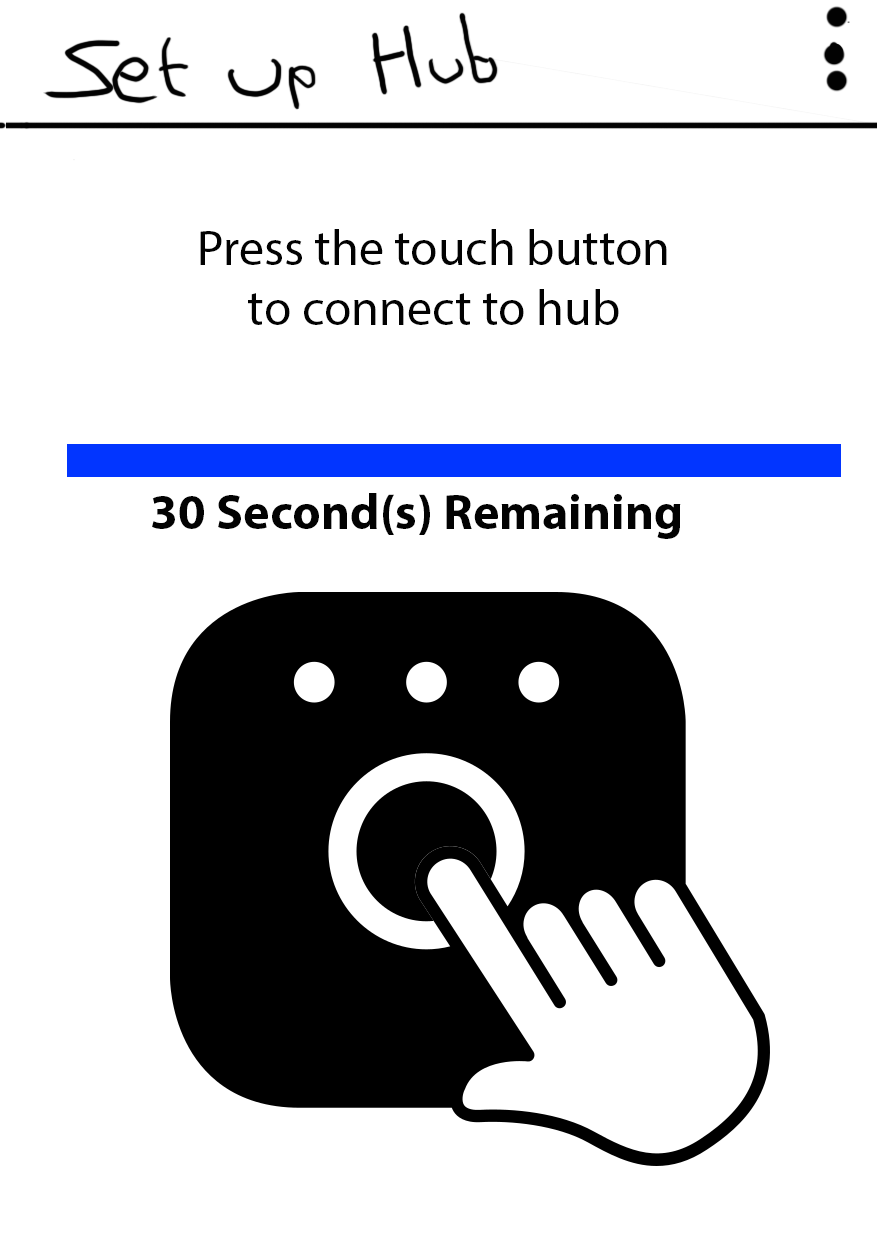 Set up Hub
Press the touch button
to connect to hub
30 Second(s) Remaining